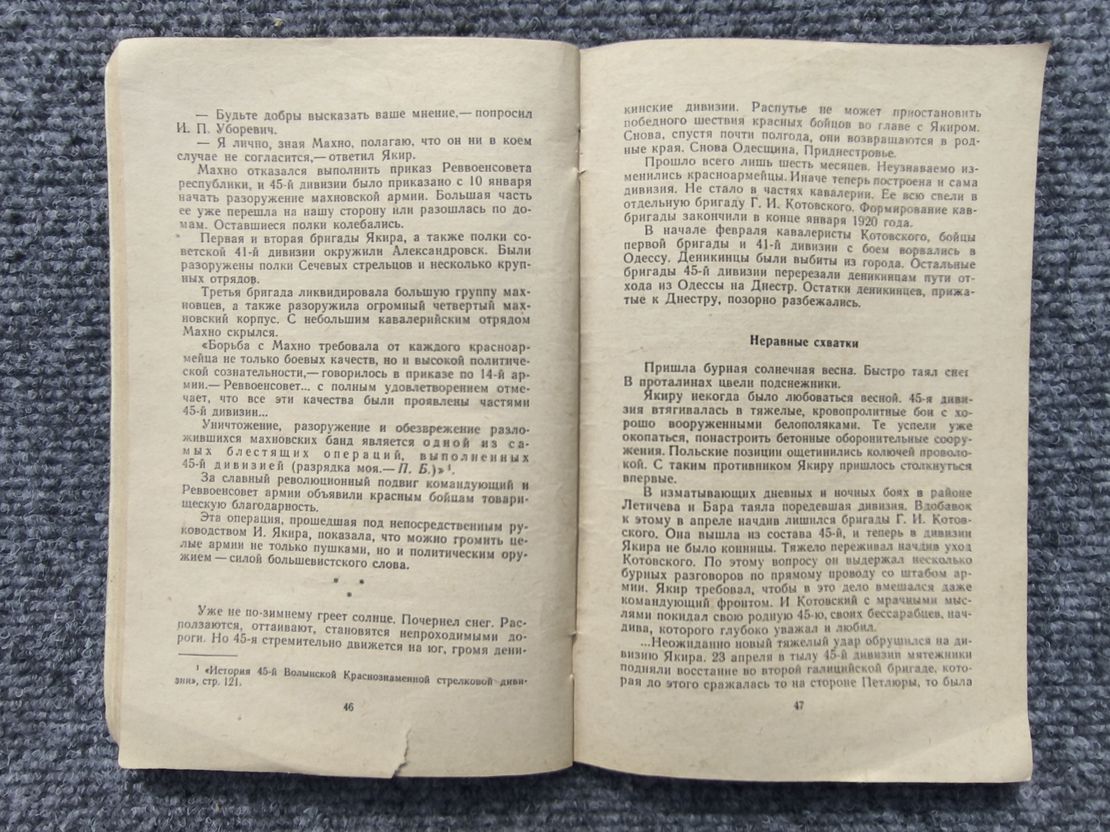 — Будьте добры высказать ваше мнение,— попросил
И. П. Уборевич.
— Я лично, зная Махно, полагаю, что он ни в коем
случае не согласится,— ответил Якир.
Махно отказался выполнить приказ Реввоенсовета
республики, и 45-й дивизии было приказано с 10 января
начать разоружение махновской армии. Большая часть
ее уже перешла на нашу сторону или разошлась по до-
мам. Оставшиеся полки колебались.
Первая и вторая бригады Якира, а также полки со-
ветской 41-й дивизии окружили Александровск. Были
разоружены полки Сечевых стрельцов и несколько круп-
ных отрядов.
Третья бригада ликвидировала большую группу мах-
новцев, а также разоружила огромный четвертый мах-
новский корпус. С небольшим кавалерийским отрядом
Махно скрылся.
«Борьба с Махно требовала от каждого красноар-
мейца не только боевых качеств, но и высокой политиче-
ской сознательности,— говорилось в приказе по 14-й ар-
мии.— Реввоенсовет... с полным удовлетворением отме-
чает, что все эти качества были проявлены частями
45-й дивизии...
Уничтожение, разоружение и обезврежение разло-
жившихся махновских банд является одной из са-
мых блестящих операций, выполненных
45-й дивизией (разрядка моя.— П. Б.)»¹.
За славный революционный подвиг командующий и
Реввоенсовет армии объявили красным бойцам товари-
щескую благодарность.
Эта операция, прошедшая под непосредственным ру-
ководством И. Якира, показала, что можно громить це-
лые армии не только пушками, но и политическим ору-
жием — силой большевистского слова.
* * *
Уже не по-зимнему греет солнце. Почернел снег. Рас-
ползаются, оттаивают, становятся непроходимыми до-
роги. Но 45-я стремительно движется на юг, громя дени-
¹ «История 45-й Волынской Краснознаменной стрелковой диви-
зии», стр. 121.
46
кинские дивизии. Распутье не может приостановить
победного шествия красных бойцов во главе с Якиром.
Снова, спустя почти полгода, они возвращаются в род-
ные края. Снова Одесщина, Приднестровье.
Прошло всего лишь шесть месяцев. Неузнаваемо из-
менились красноармейцы. Иначе теперь построена и сама
дивизия. Не стало в частях кавалерии. Ее всю свели в
отдельную бригаду Г. И. Котовского. Формирование кав-
бригады закончили в конце января 1920 года.
В начале февраля кавалеристы Котовского, бойцы
первой бригады и 41-й дивизии с боем ворвались в
Одессу. Деникинцы были выбиты из города. Остальные
бригады 45-й дивизии перерезали деникинцам пути от-
хода из Одессы на Днестр. Остатки деникинцев, прижа-
тые к Днестру, позорно разбежались.
Неравные схватки
Пришла бурная солнечная весна. Быстро таял снег
В проталинах цвели подснежники.
Якиру некогда было любоваться весной. 45-я диви-
зия втягивалась в тяжелые, кровопролитные бои с хо-
рошо вооруженными белополяками. Те успели уже
окопаться, понастроить бетонные оборонительные соору-
жения. Польские позиции ощетинились колючей проволо-
кой. С таким противником Якиру пришлось столкнуться
впервые.
В изматывающих дневных и ночных боях в районе
Летичева и Бара таяла поредевшая дивизия. Вдобавок
к этому в апреле начдив лишился бригады Г. И. Котов-
ского. Она вышла из состава 45-й, и теперь в дивизии
Якира не было конницы. Тяжело переживал начдив уход
Котовского. По этому вопросу он выдержал несколько
бурных разговоров по прямому проводу со штабом ар-
мии. Якир требовал, чтобы в это дело вмешался даже
командующий фронтом. И Котовский с мрачными мыс-
лями покидал свою родную 45-ю, своих бессарабцев, нач-
дива, которого глубоко уважал и любил.
...Неожиданно новый тяжелый удар обрушился на ди-
визию Якира. 23 апреля в тылу 45-й дивизии мятежники
подняли восстание во второй галицийской бригаде, кото-
рая до этого сражалась то на стороне Петлюры, то была
47